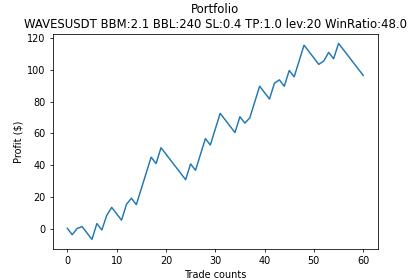 Portfolio
WAVESUSDT BBM:2.1 BBL:240 SL:0.4 TP:1.0 lev:20 WinRatio:48.0
120
100
80
60
40
20
0
Profit ($)
0 10 20 30 40 50 60
Trade counts